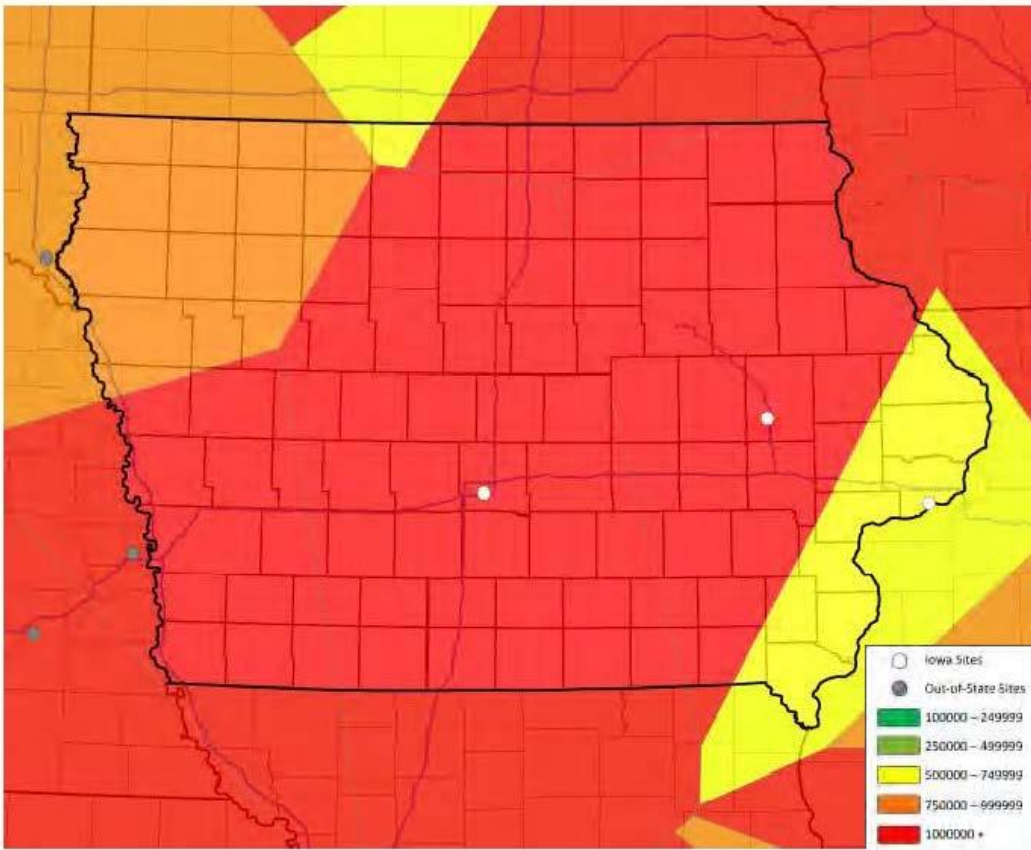 Iowa Sites
Out-of-State Sites
100000 – 249999
250000 – 499999
500000 – 749999
750000 – 999999
1000000 +